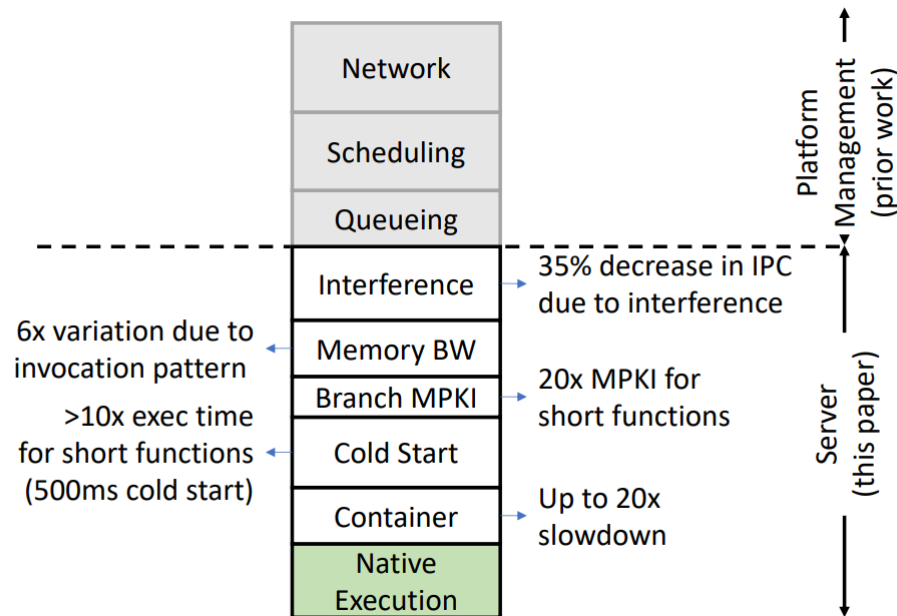 Network
Scheduling
Queueing
Platform
Management
(prior work)
Interference
35% decrease in IPC
due to interference
6x variation due to
invocation pattern
Memory BW
Branch MPKI
20x MPKI for
short functions
>10x exec time
for short functions
(500ms cold start)
Cold Start
Container
Up to 20x
slowdown
Native
Execution
Server
(this paper)